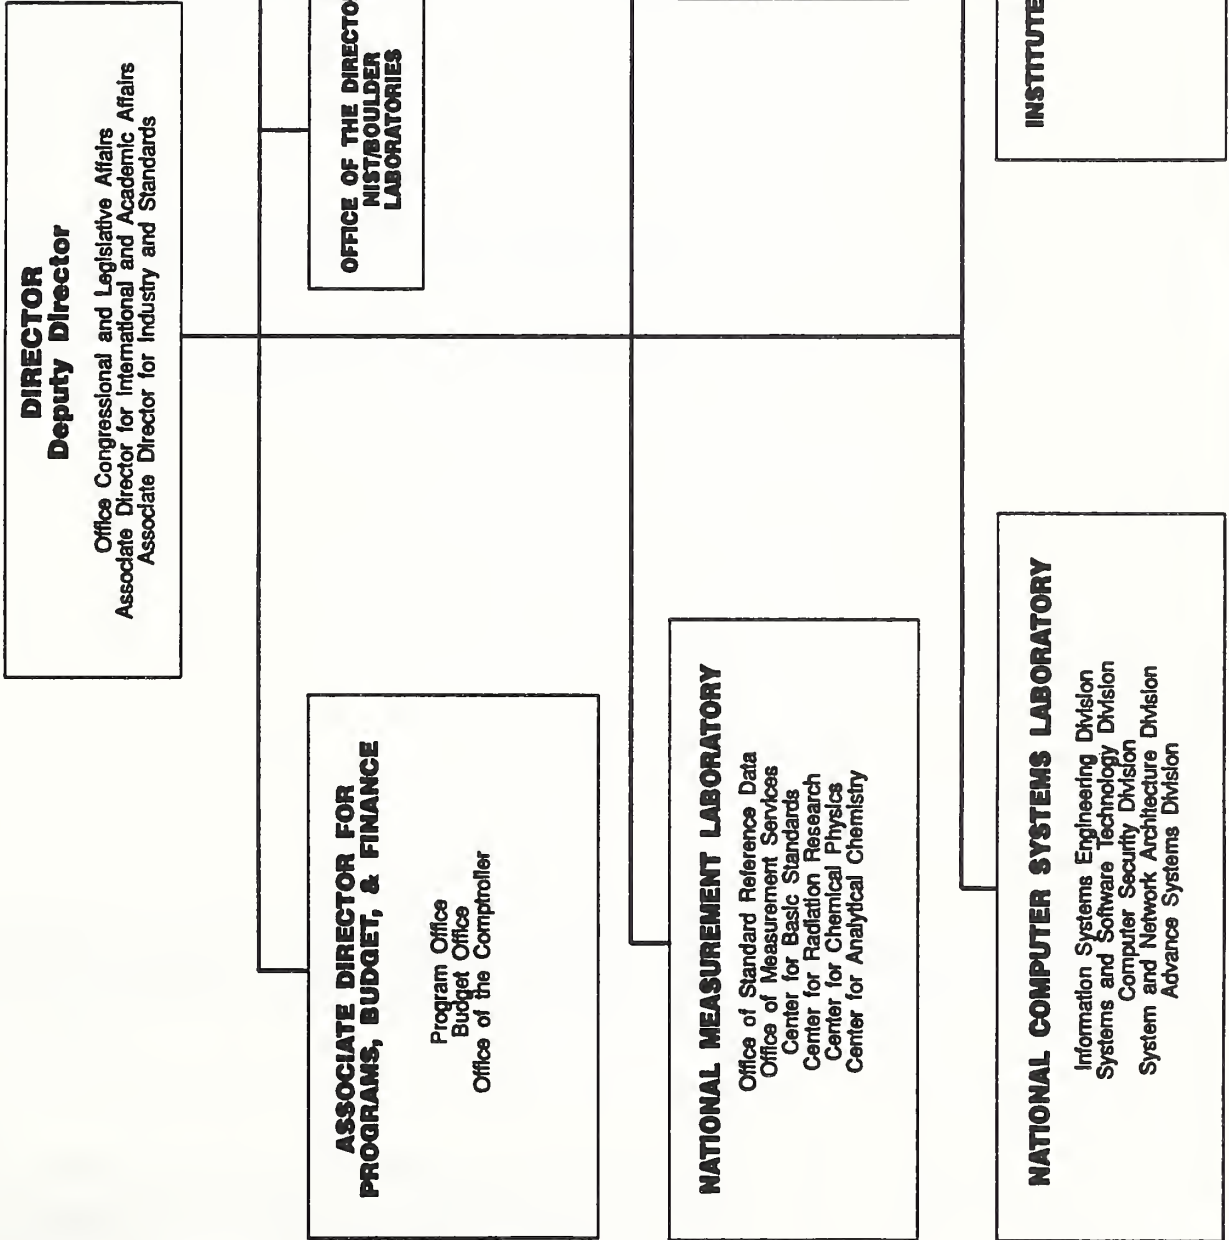 DIRECTOR
Deputy Director
Office Congressional and Legislative Affairs
Associate Director for International and Academic Affairs
Associate Director for Industry and Standards
ASSOCIATE DIRECTOR FOR
PROGRAMS, BUDGET, & FINANCE
Program Office
Budget Office
Office of the Comptroller
OFFICE OF THE DIRECTO
NIST/BOULDER
LABORATORIES
NATIONAL MEASUREMENT LABORATORY
Office of Standard Reference Data
Office of Measurement Services
Center for Basic Standards
Center for Radiation Research
Center for Chemical Physics
Center for Analytical Chemistry
NATIONAL COMPUTER SYSTEMS LABORATORY
Information Systems Engineering Division
Systems and Software Technology Division
Computer Security Division
System and Network Architecture Division
Advance Systems Division
INSTITUTE